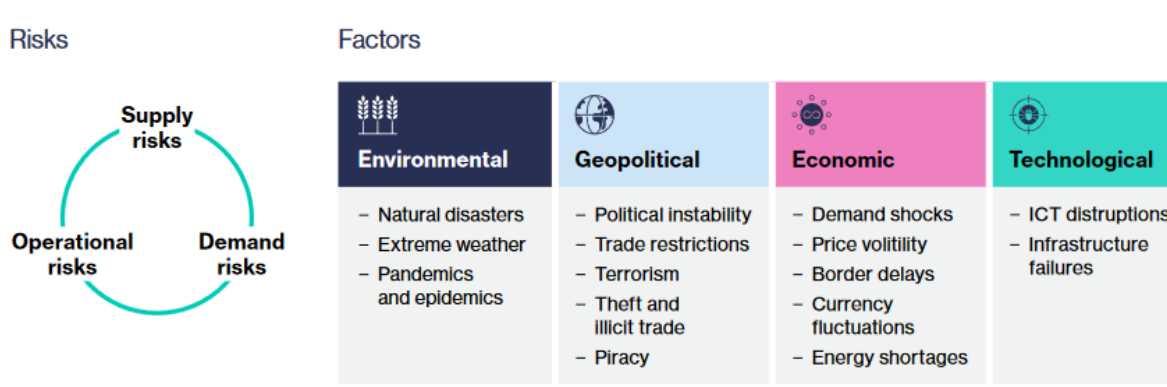 Risks
Factors
Supply
risks
Operational
risks
Demand
risks
Environmental
– Natural disasters
– Extreme weather
– Pandemics
and epidemics
Geopolitical
– Political instability
– Trade restrictions
– Terrorism
– Theft and
illicit trade
– Piracy
Economic
– Demand shocks
– Price volitility
– Border delays
– Currency
fluctuations
– Energy shortages
Technological
– ICT distruptions
– Infrastructure
failures